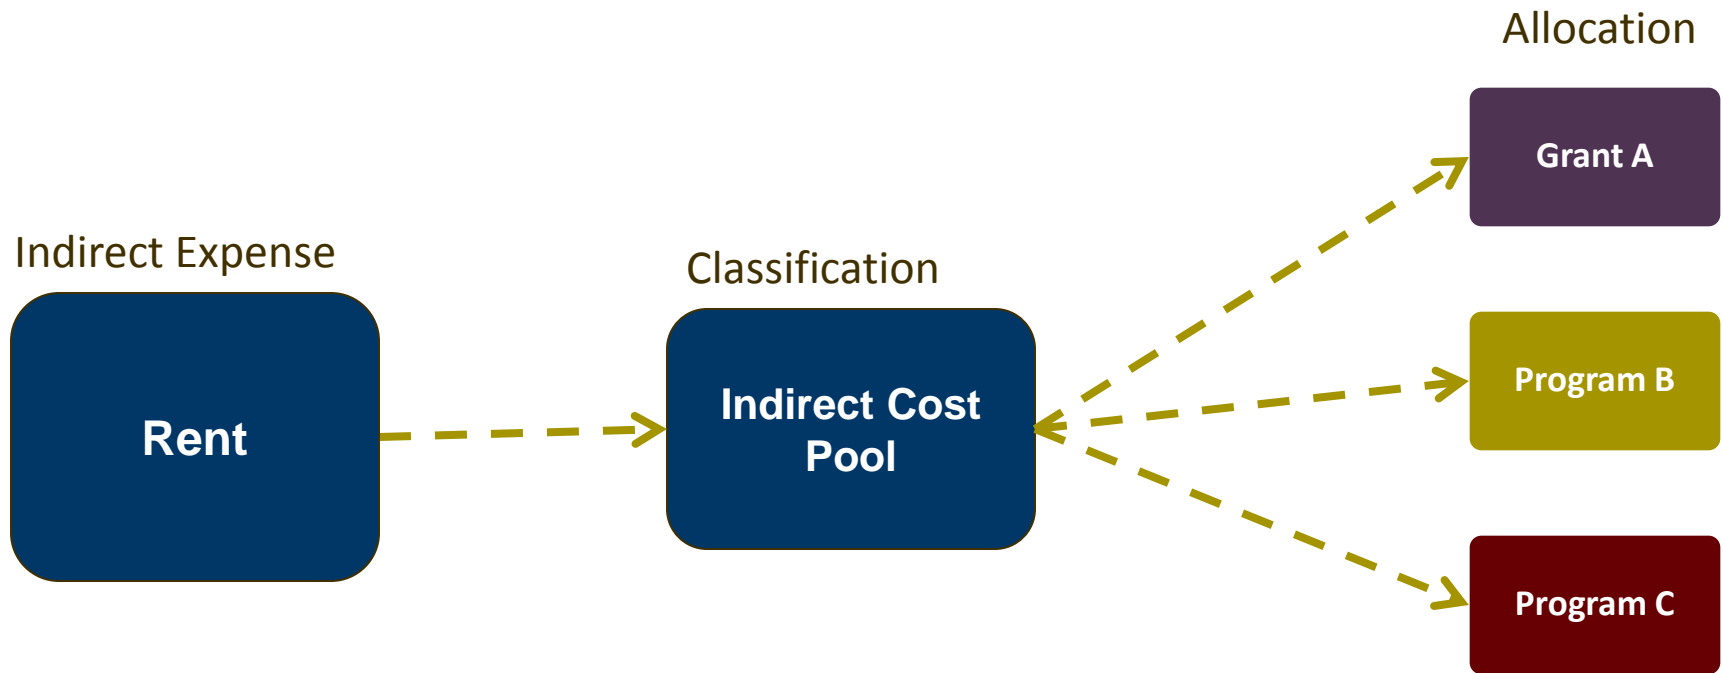 Allocation
Grant A
Indirect Expense
Classification
Rent
Indirect Cost
Pool
Program B
Program C